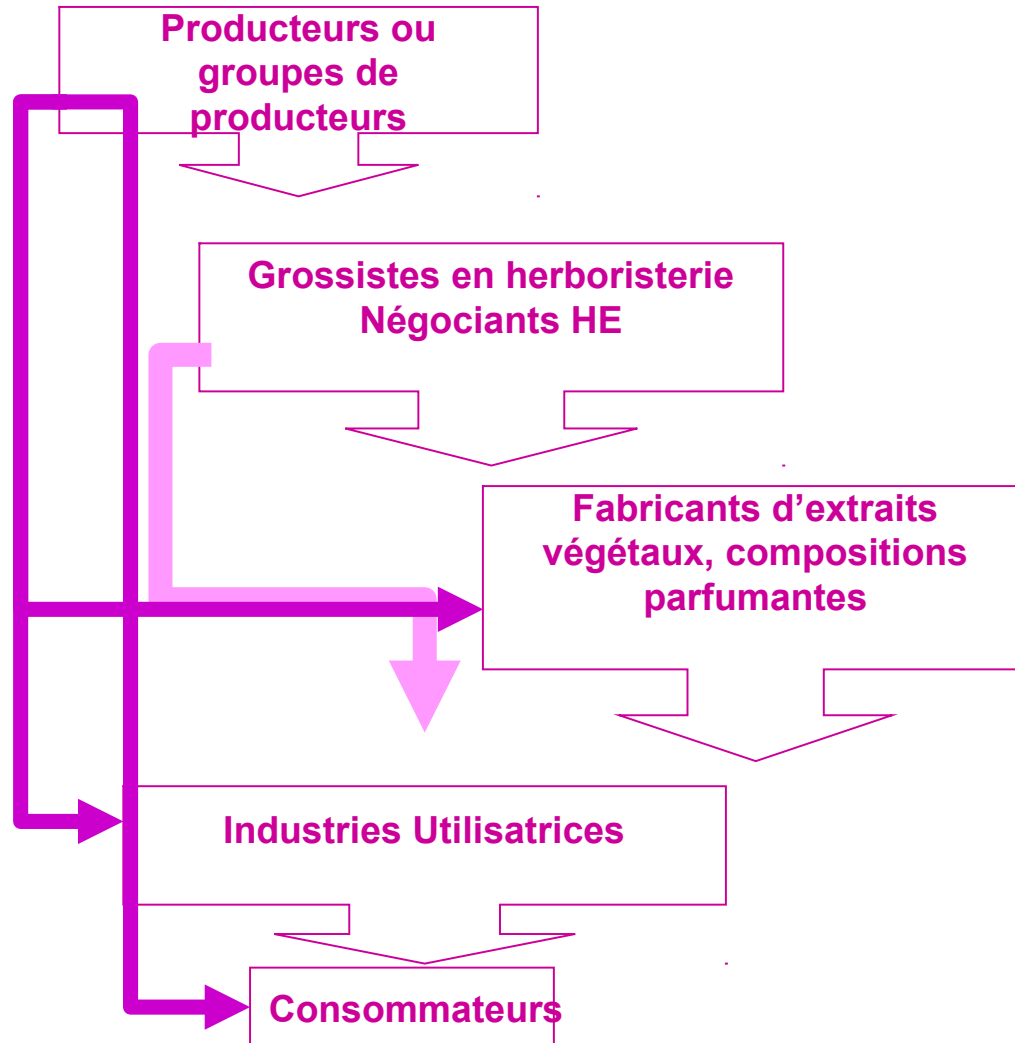 Producteurs ou
groupes de
producteurs
Grossistes en herboristerie
Négociants HE
Fabricants d’extraits
végétaux, compositions
parfumantes
Industries Utilisatrices
Consommateurs